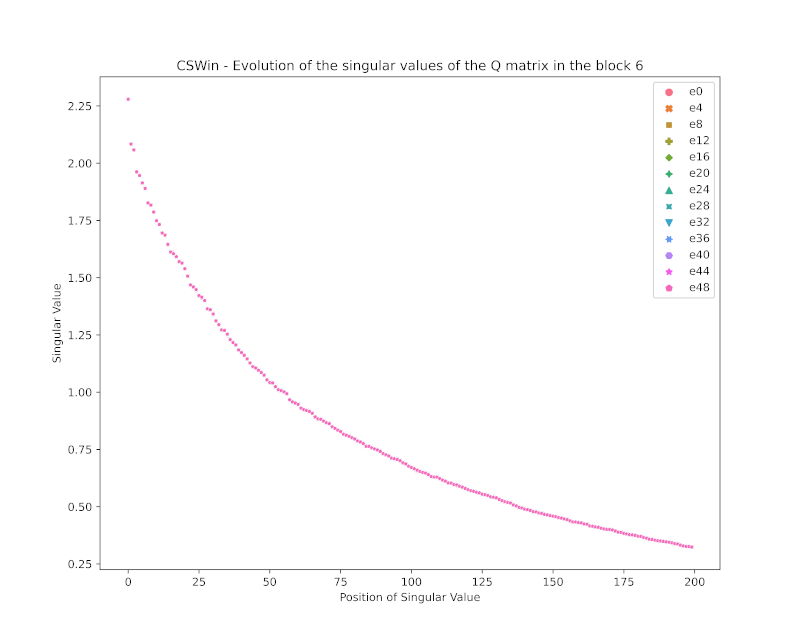 CSWin - Evolution of the singular values of the Q matrix in the block 6
2.25
2.00
1.75
1.50
1.25
1.00
0.75
0.50
0.25
Singular Value
0
25
50
75
100
125
150
175
200
Position of Singular Value
e0
e4
e8
e12
e16
e20
e24
e28
e32
e36
e40
e44
e48